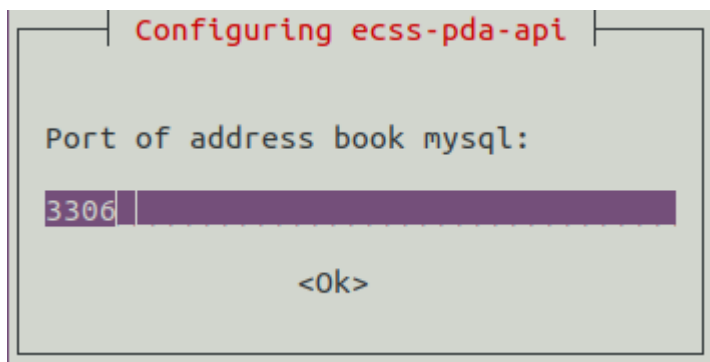 Configuring ecss-pda-api
Port of address book mysql:
3306
<Ok>